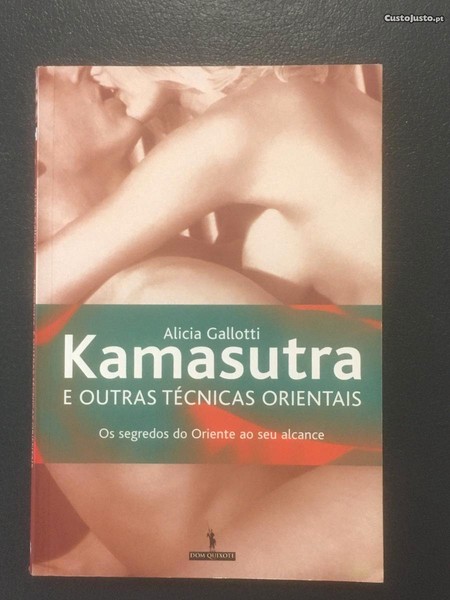 CustoJusto.pt
Alicia Gallotti
Kamasutra
E OUTRAS TÉCNICAS ORIENTAIS
Os segredos do Oriente ao seu alcance
DOM QUIXOTE